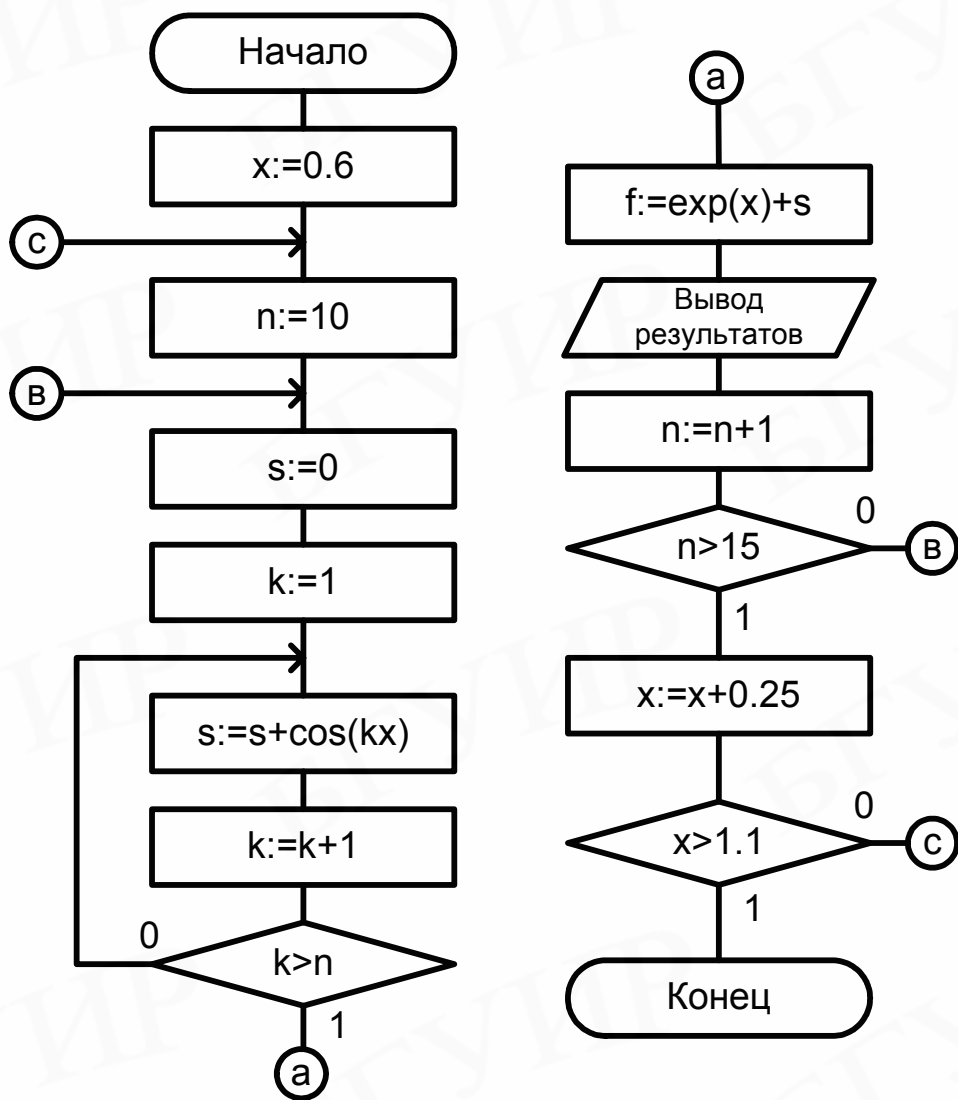 Начало
x:=0.6
с
n:=10
в
s:=0
k:=1
s:=s+cos(kx)
k:=k+1
0
k>n
1
а
а
f:=exp(x)+s
Вывод
результатов
n:=n+1
0
n>15
в
1
x:=x+0.25
0
x>1.1
с
1
Конец
БГУИР